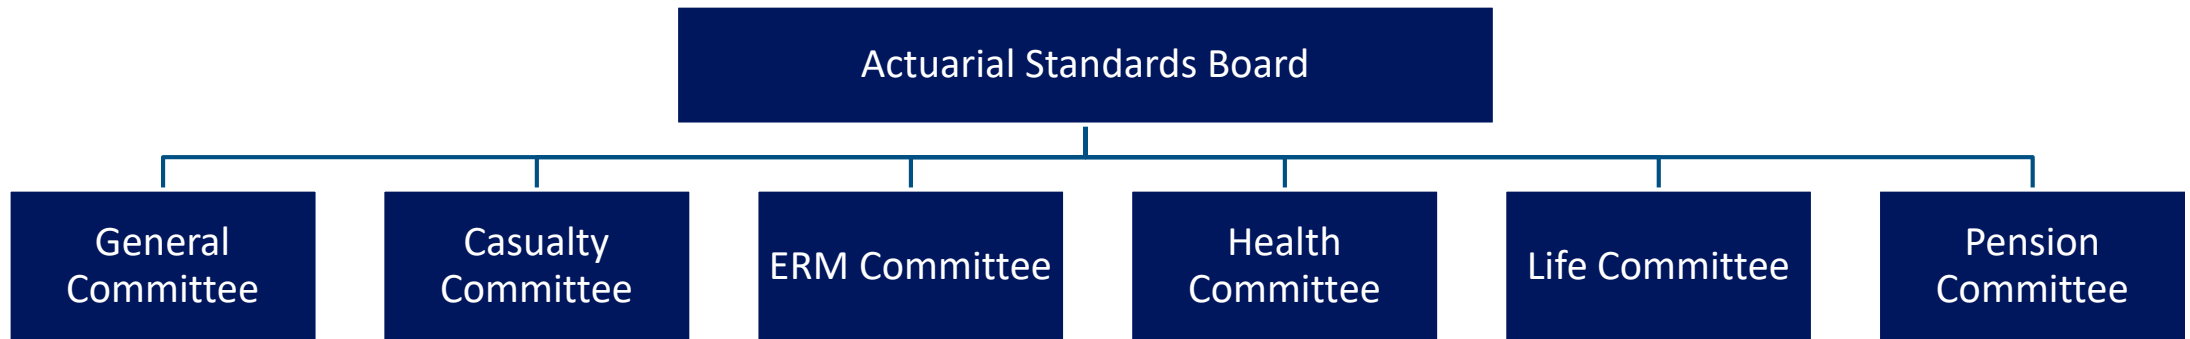 Actuarial Standards Board
General
Committee
Casualty
Committee
ERM Committee
Health
Committee
Life Committee
Pension
Committee